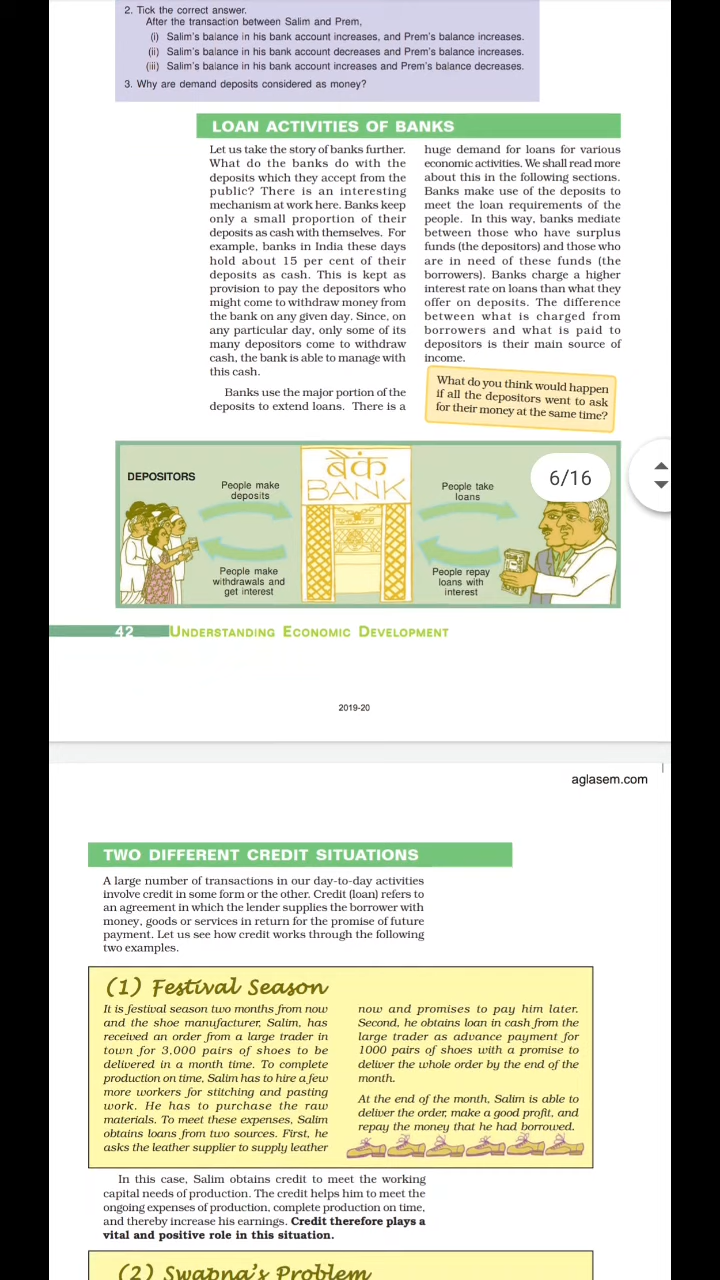 2. Tick the correct answer.
After the transaction between Salim and Prem,
(i) Salim's balance in his bank account increases, and Prem's balance increases.
(ii) Salim's balance in his bank account decreases and Prem's balance increases.
(iii) Salim's balance in his bank account increases and Prem's balance decreases.
3. Why are demand deposits considered as money?
LOAN ACTIVITIES OF BANKS
Let us take the story of banks further.
What do the banks do with the
deposits which they accept from the
public? There is an interesting
mechanism at work here. Banks keep
only a small proportion of their
deposits as cash with themselves. For
example, banks in India these days
hold about 15 per cent of their
deposits as cash. This is kept as
provision to pay the depositors who
might come to withdraw money from
the bank on any given day. Since, on
any particular day, only some of its
many depositors come to withdraw
cash, the bank is able to manage with
this cash.
Banks use the major portion of the
deposits to extend loans. There is a
huge demand for loans for various
economic activities. We shall read more
about this in the following sections.
Banks make use of the deposits to
meet the loan requirements of the
people. In this way, banks mediate
between those who have surplus
funds (the depositors) and those who
are in need of these funds (the
borrowers). Banks charge a higher
interest rate on loans than what they
offer on deposits. The difference
between what is charged from
borrowers and what is paid to
depositors is their main source of
income.
What do you think would happen
if all the depositors went to ask
for their money at the same time?
DEPOSITORS
People make
deposits
People make
withdrawals and
get interest
बैंक
BANK
People take
loans
People repay
loans with
interest
6/16
42 UNDERSTANDING ECONOMIC DEVELOPMENT
2019-20
aglasem.com
TWO DIFFERENT CREDIT SITUATIONS
A large number of transactions in our day-to-day activities
involve credit in some form or the other. Credit (loan) refers to
an agreement in which the lender supplies the borrower with
money, goods or services in return for the promise of future
payment. Let us see how credit works through the following
two examples.
(1) Festival Season
It is festival season two months from now
and the shoe manufacturer, Salim, has
received an order from a large trader in
town for 3,000 pairs of shoes to be
delivered in a month time. To complete
production on time, Salim has to hire a few
more workers for stitching and pasting
work. He has to purchase the raw
materials. To meet these expenses, Salim
obtains loans from two sources. First, he
asks the leather supplier to supply leather
now and promises to pay him later.
Second, he obtains loan in cash from the
large trader as advance payment for
1000 pairs of shoes with a promise to
deliver the whole order by the end of the
month.
At the end of the month, Salim is able to
deliver the order, make a good profit, and
repay the money that he had borrowed.
In this case, Salim obtains credit to meet the working
capital needs of production. The credit helps him to meet the
ongoing expenses of production, complete production on time,
and thereby increase his earnings. Credit therefore plays a
vital and positive role in this situation.
(2) Swapna's Problem